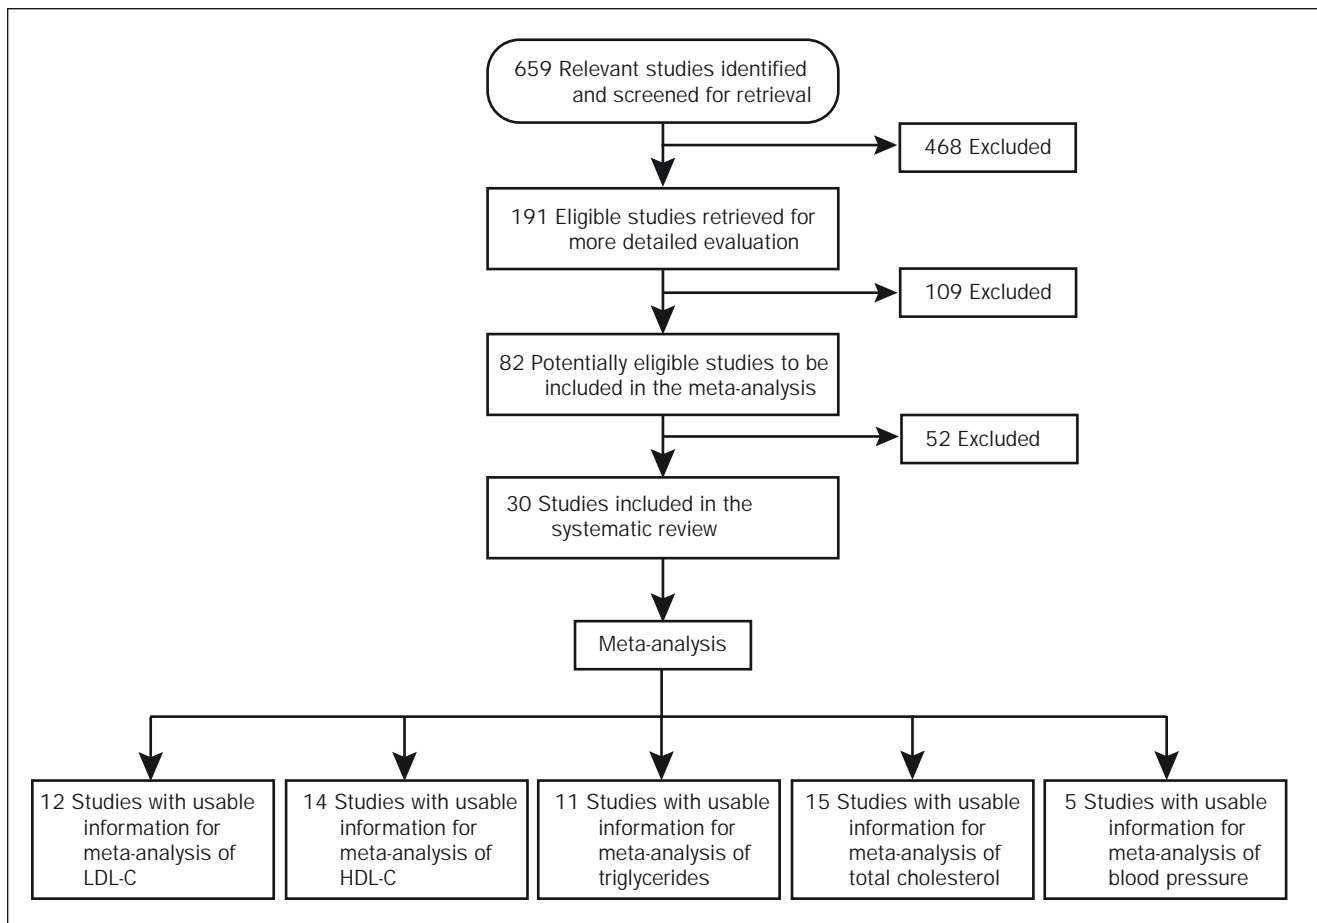 659 Relevant studies identified
and screened for retrieval
468 Excluded
191 Eligible studies retrieved for
more detailed evaluation
109 Excluded
82 Potentially eligible studies to be
included in the meta-analysis
52 Excluded
30 Studies included in the
systematic review
Meta-analysis
12 Studies with usable
information for
meta-analysis of
LDL-C
14 Studies with usable
information for
meta-analysis of
HDL-C
11 Studies with usable
information for
meta-analysis of
triglycerides
15 Studies with usable
information for
meta-analysis of
total cholesterol
5 Studies with usable
information for
meta-analysis of
blood pressure